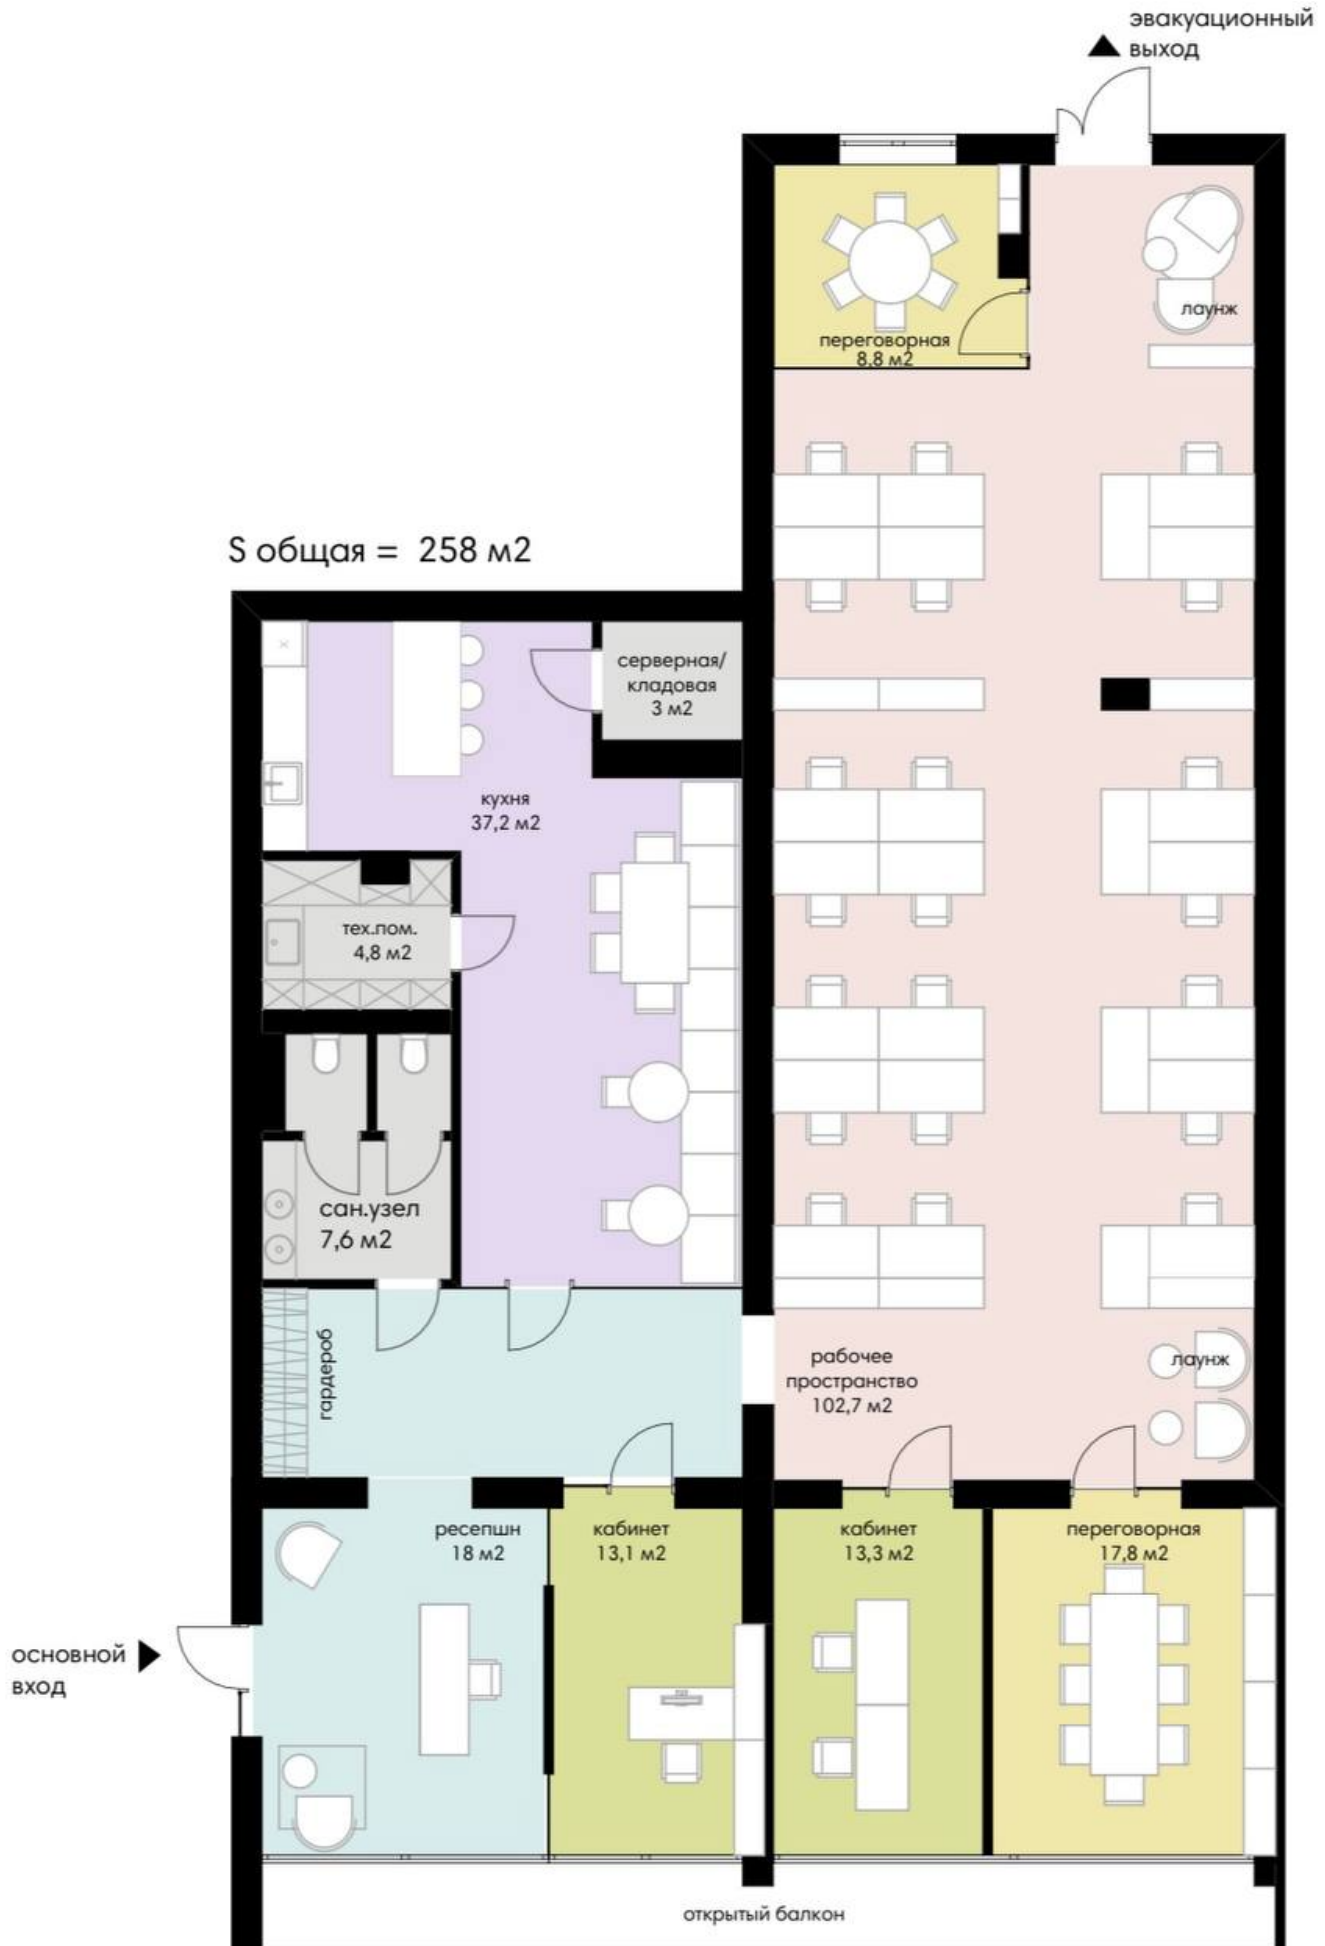 эвакуационный
выход
переговорная
8,8 м2
лаунж
S общая = 258 м2
серверная/
кладовая
3 м2
кухня
37,2 м2
тех.пом.
4,8 м2
сан.узел
7,6 м2
гардероб
рабочее
пространство
102,7 м2
лаунж
ресепшн
18 м2
кабинет
13,1 м2
кабинет
13,3 м2
переговорная
17,8 м2
основной
вход
открытый балкон